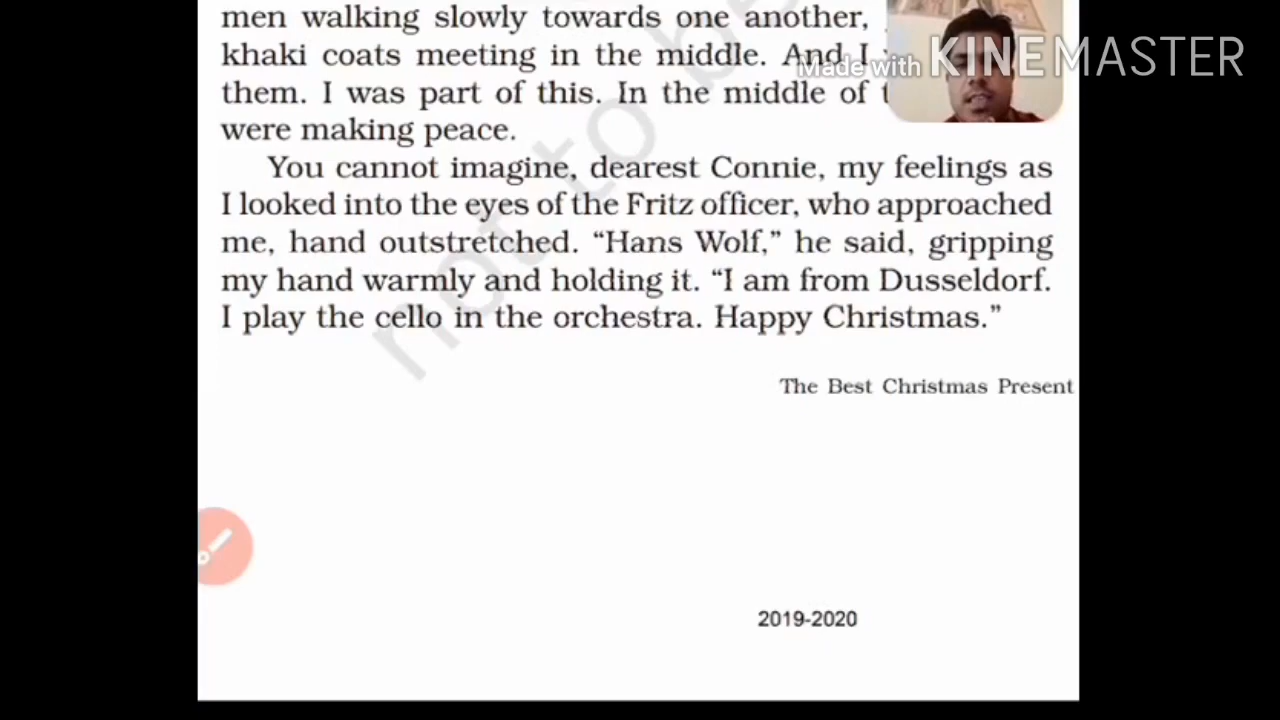 men walking slowly towards one another,
khaki coats meeting in the middle. And I
them. I was part of this. In the middle of
were making peace.
You cannot imagine, dearest Connie, my feelings as
I looked into the eyes of the Fritz officer, who approached
me, hand outstretched. “Hans Wolf,” he said, gripping
my hand warmly and holding it. “I am from Dusseldorf.
I play the cello in the orchestra. Happy Christmas.”
The Best Christmas Present
2019-2020
not to be
Made with KINEMASTER